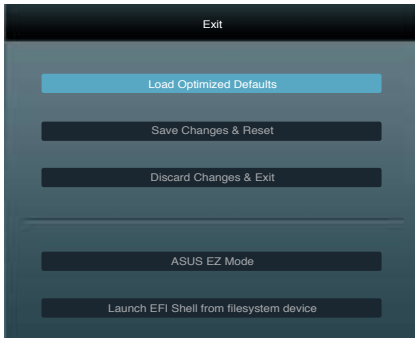 Exit
Load Optimized Defaults
Save Changes & Reset
Discard Changes & Exit
ASUS EZ Mode
Launch EFI Shell from filesystem device